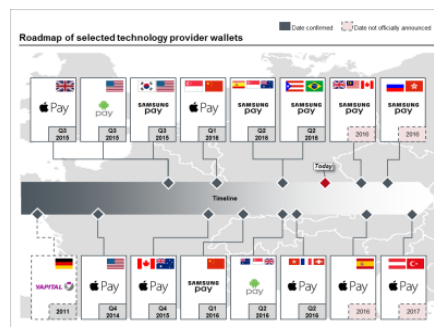 Date confirmed
Date not officially announced
Roadmap of selected technology provider wallets
Pay
Q3
2015
pay
Q3
2015
SAMSUNG
pay
Q3
2015
Pay
Q1
2016
SAMSUNG
pay
Q2
2016
SAMSUNG
pay
Q2
2016
SAMSUNG
pay
2016
SAMSUNG
pay
2016
Today
Timeline
YAPITAL
2011
Pay
Q4
2014
Pay
Q4
2015
SAMSUNG
pay
Q1
2016
pay
Q2
2016
Pay
Q2
2016
Pay
2016
Pay
2017